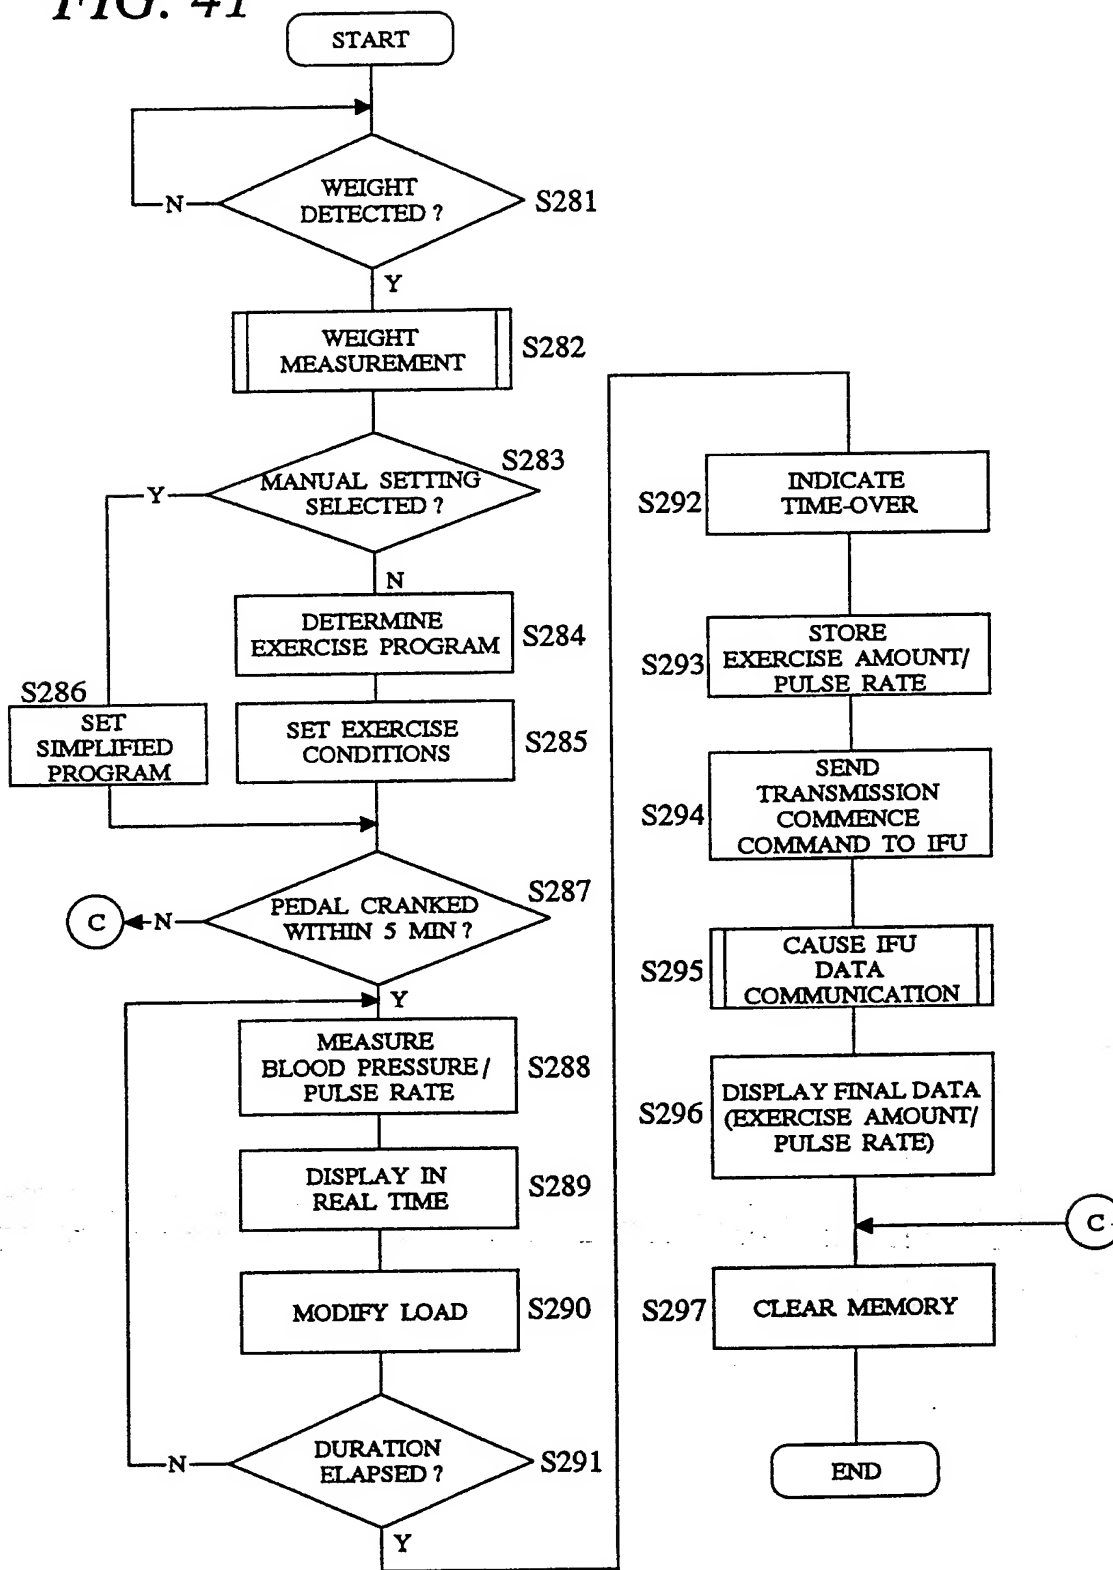 FIG. 41
START
WEIGHT
DETECTED ?
S281
N
Y
WEIGHT
MEASUREMENT
S282
MANUAL SETTING
SELECTED ?
S283
Y
N
DETERMINE
EXERCISE PROGRAM
S284
S286
SET
SIMPLIFIED
PROGRAM
SET EXERCISE
CONDITIONS
S285
PEDAL CRANKED
WITHIN 5 MIN ?
S287
C
N
Y
MEASURE
BLOOD PRESSURE /
PULSE RATE
S288
DISPLAY IN
REAL TIME
S289
MODIFY LOAD
S290
DURATION
ELAPSED ?
S291
N
Y
INDICATE
TIME-OVER
S292
STORE
EXERCISE AMOUNT/
PULSE RATE
S293
SEND
TRANSMISSION
COMMENCE
COMMAND TO IFU
S294
CAUSE IFU
DATA
COMMUNICATION
S295
DISPLAY FINAL DATA
(EXERCISE AMOUNT/
PULSE RATE)
S296
C
CLEAR MEMORY
S297
END